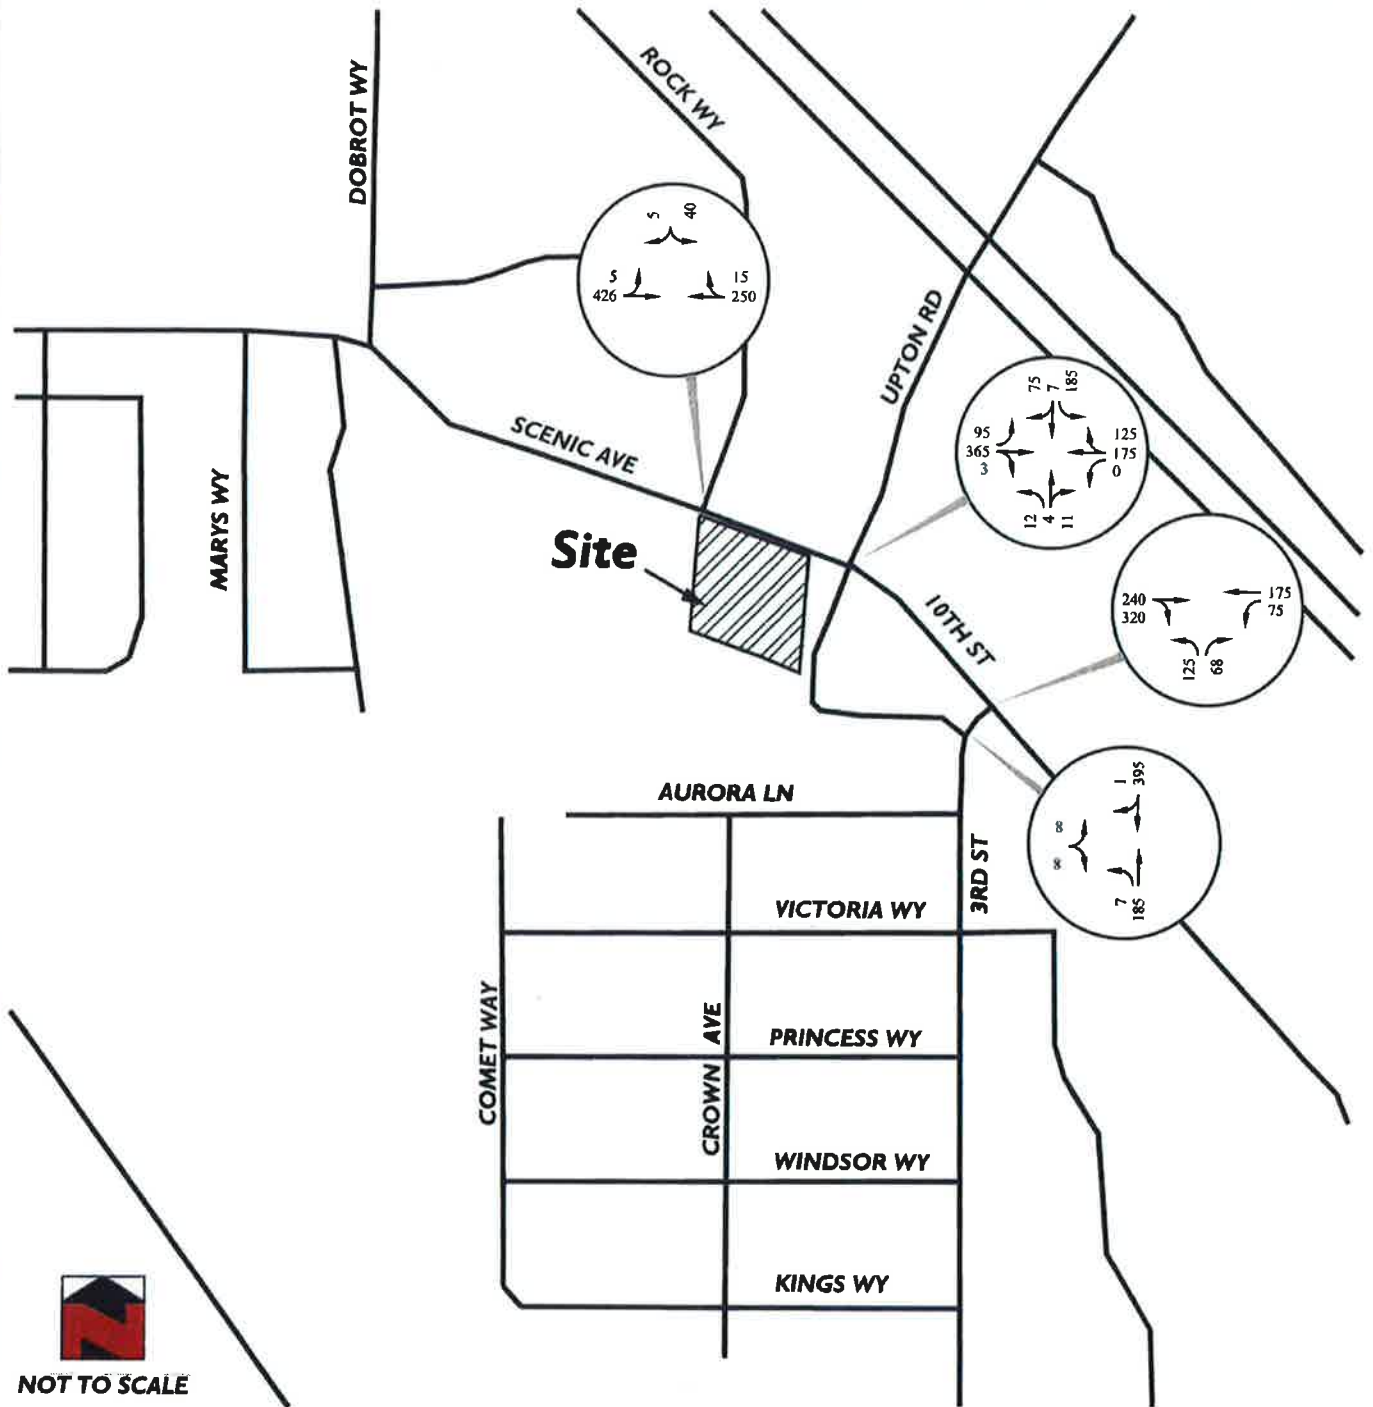 DOBROT WY
ROCK WY
5 40
5 15
426 250
UPTON RD
75 7 185
95 125
365 175
3 0
12 4 11
SCENIC AVE
MARYS WY
Site
10TH ST
240 175
320 75
125 68
1 395
8
8
7 185
AURORA LN
3RD ST
VICTORIA WY
COMET WAY
CROWN AVE
PRINCESS WY
WINDSOR WY
KINGS WY
N
NOT TO SCALE